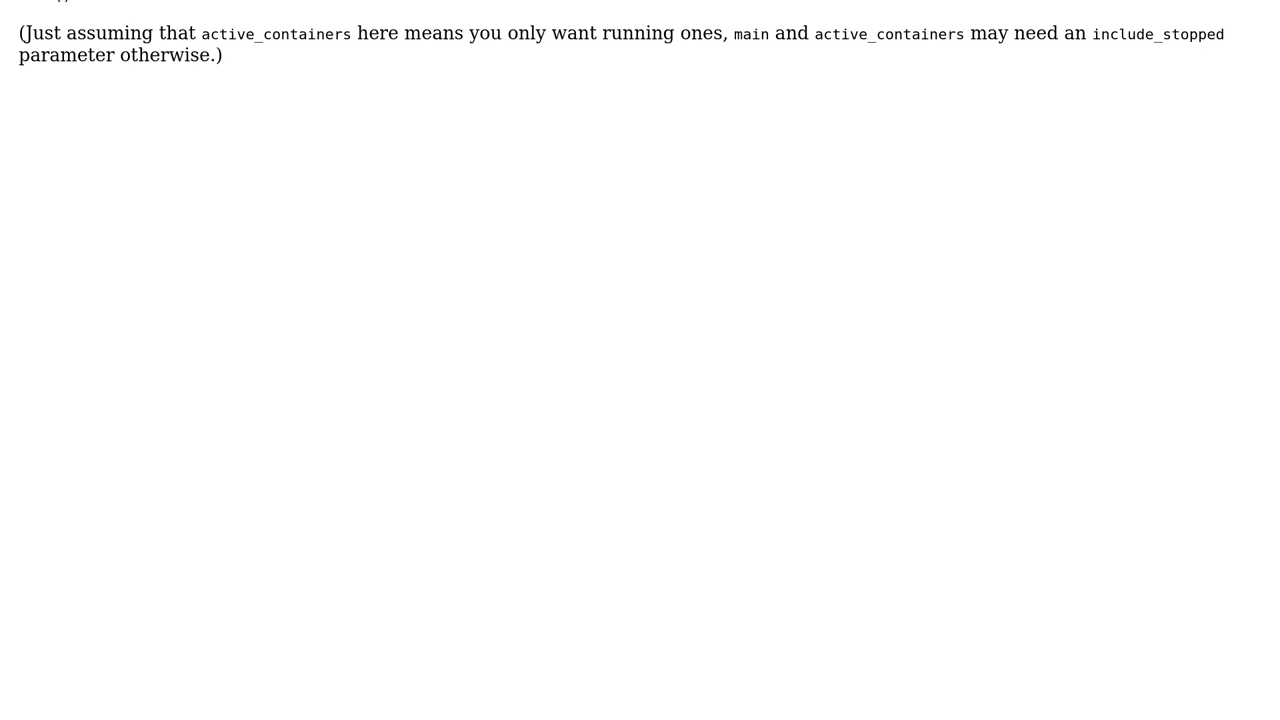 (Just assuming that active_containers here means you only want running ones, main and active_containers may need an include_stopped
parameter otherwise.)